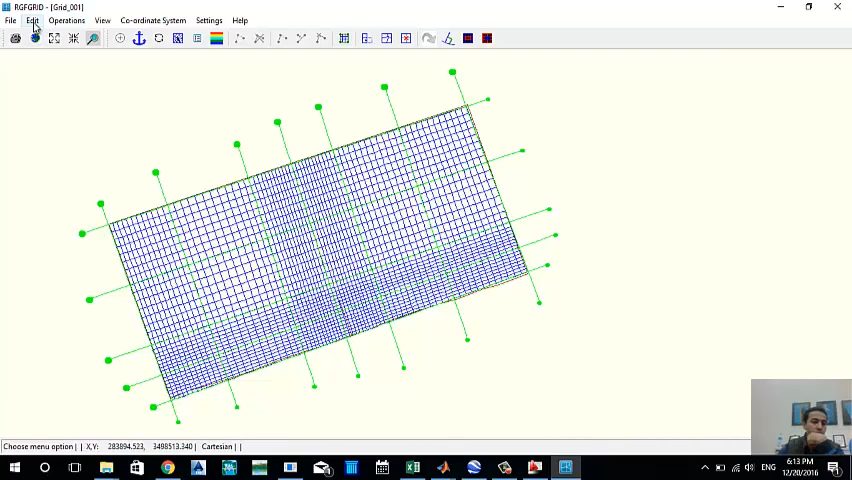 RGFGRID - [Grid_001]
File Edit Operations View Co-ordinate System Settings Help
Choose menu option | | X,Y: 283894.523, 3498513.340 Cartesian | |
ENG
6:13 PM
12/20/2016